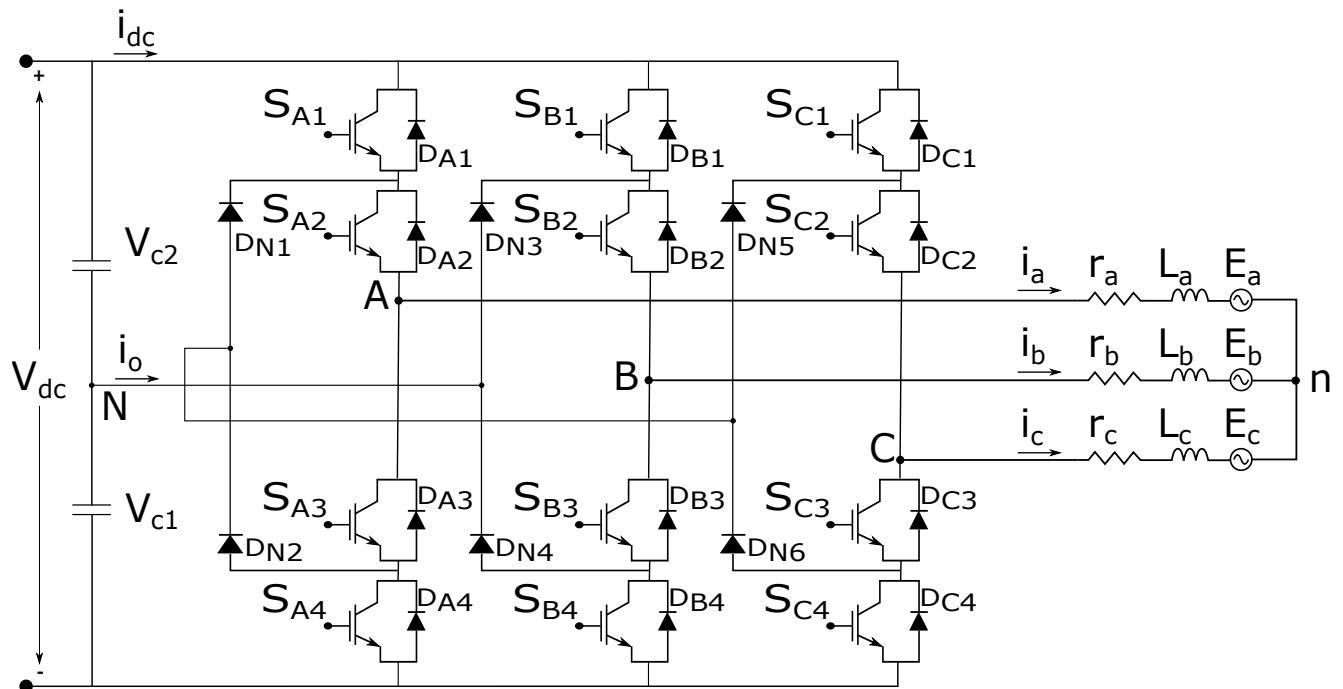 i_dc
+
S_A1 S_B1 S_C1
D_A1 D_B1 D_C1
S_A2 S_B2 S_C2
D_N1 D_A2 D_N3 D_B2 D_N5 D_C2
V_c2
A i_a r_a L_a E_a
i_o i_b r_b L_b E_b
V_dc N B n
C i_c r_c L_c E_c
V_c1
S_A3 D_A3 S_B3 D_B3 S_C3 D_C3
D_N2 D_N4 D_N6
S_A4 D_A4 S_B4 D_B4 S_C4 D_C4
-